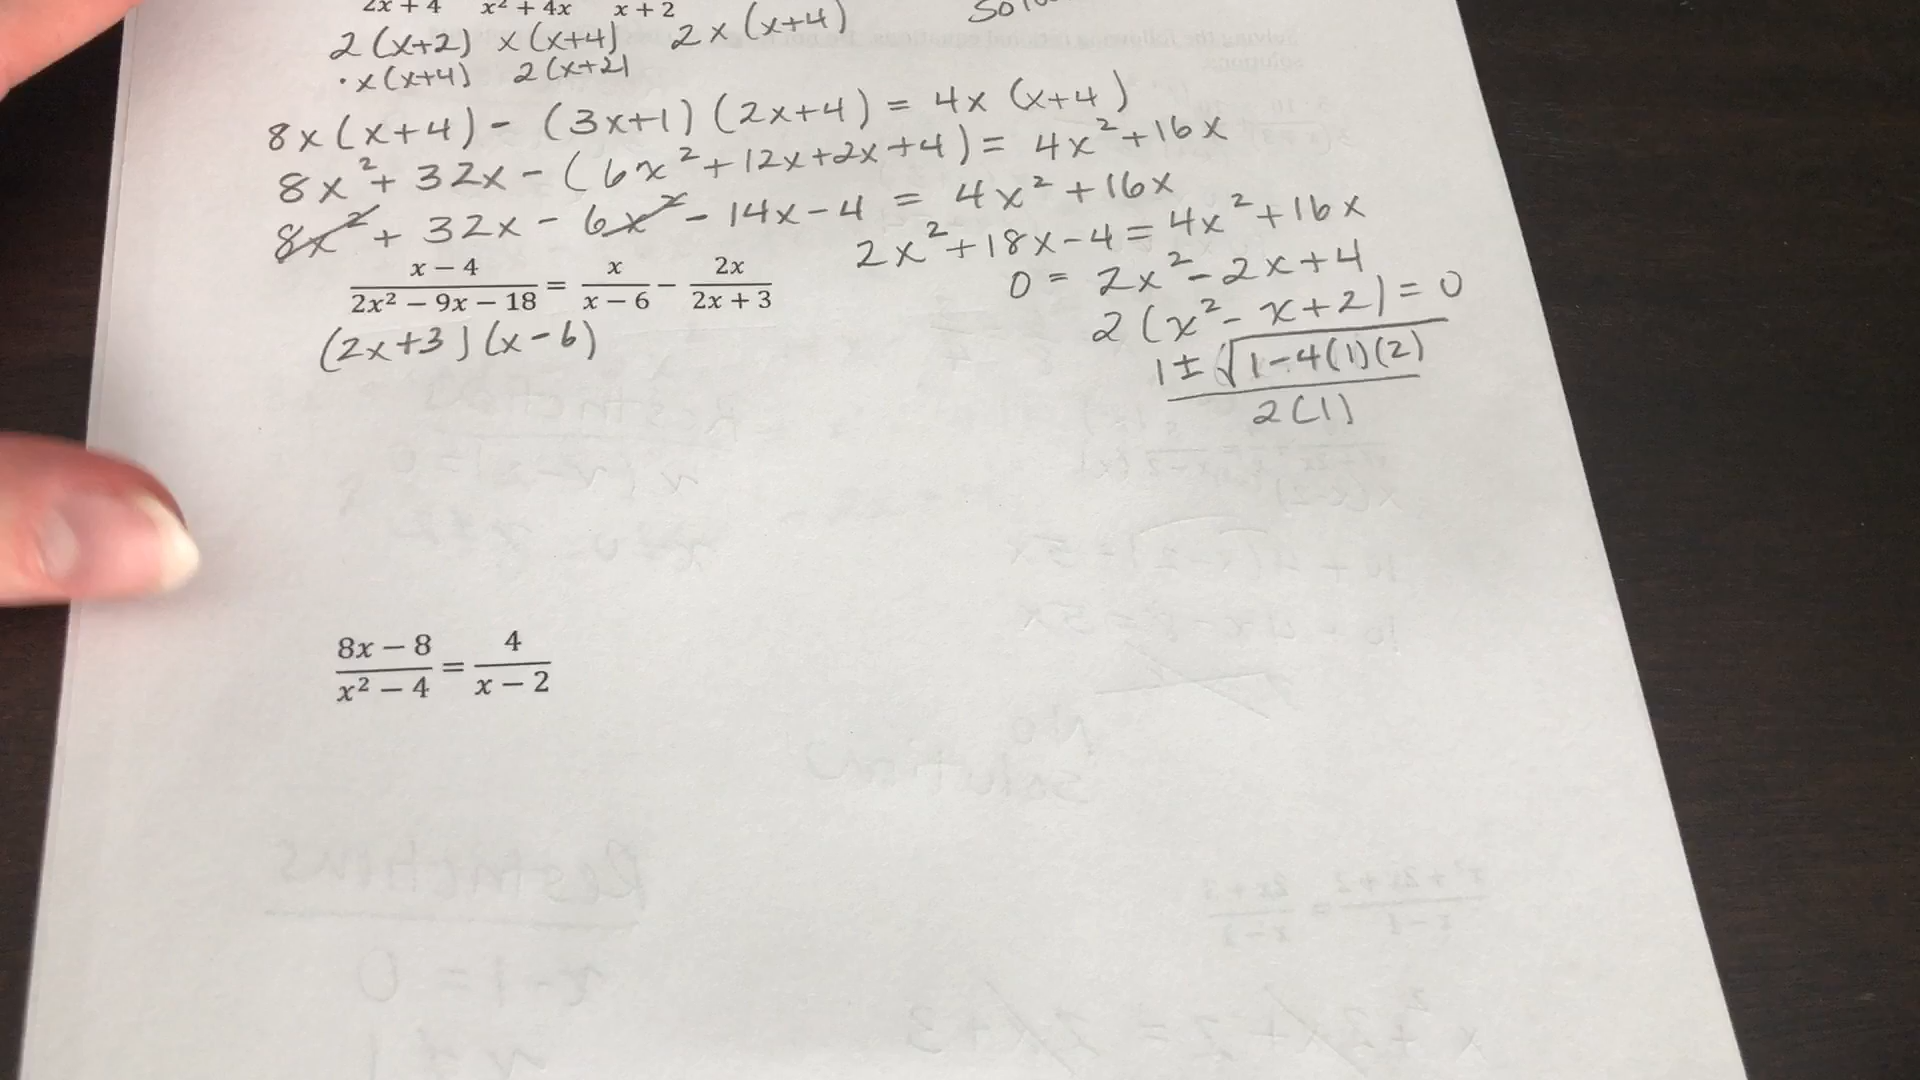 2x + 4 x² + 4x x + 2
2(x+2) x(x+4) 2x(x+4)
·x(x+4) 2(x+2)
8x(x+4) - (3x+1)(2x+4) = 4x(x+4)
8x²+ 32x - (6x²+12x+2x+4) = 4x²+16x
8x²+ 32x - 6x² - 14x - 4 = 4x²+16x
2x²+18x-4=4x²+16x
0 = 2x²-2x+4
2(x²-x+2)=0
1±√1-4(1)(2)
2(1)
x − 4 / 2x² − 9x − 18 = x / x − 6 − 2x / 2x + 3
(2x+3)(x-6)
8x − 8 / x² − 4 = 4 / x − 2